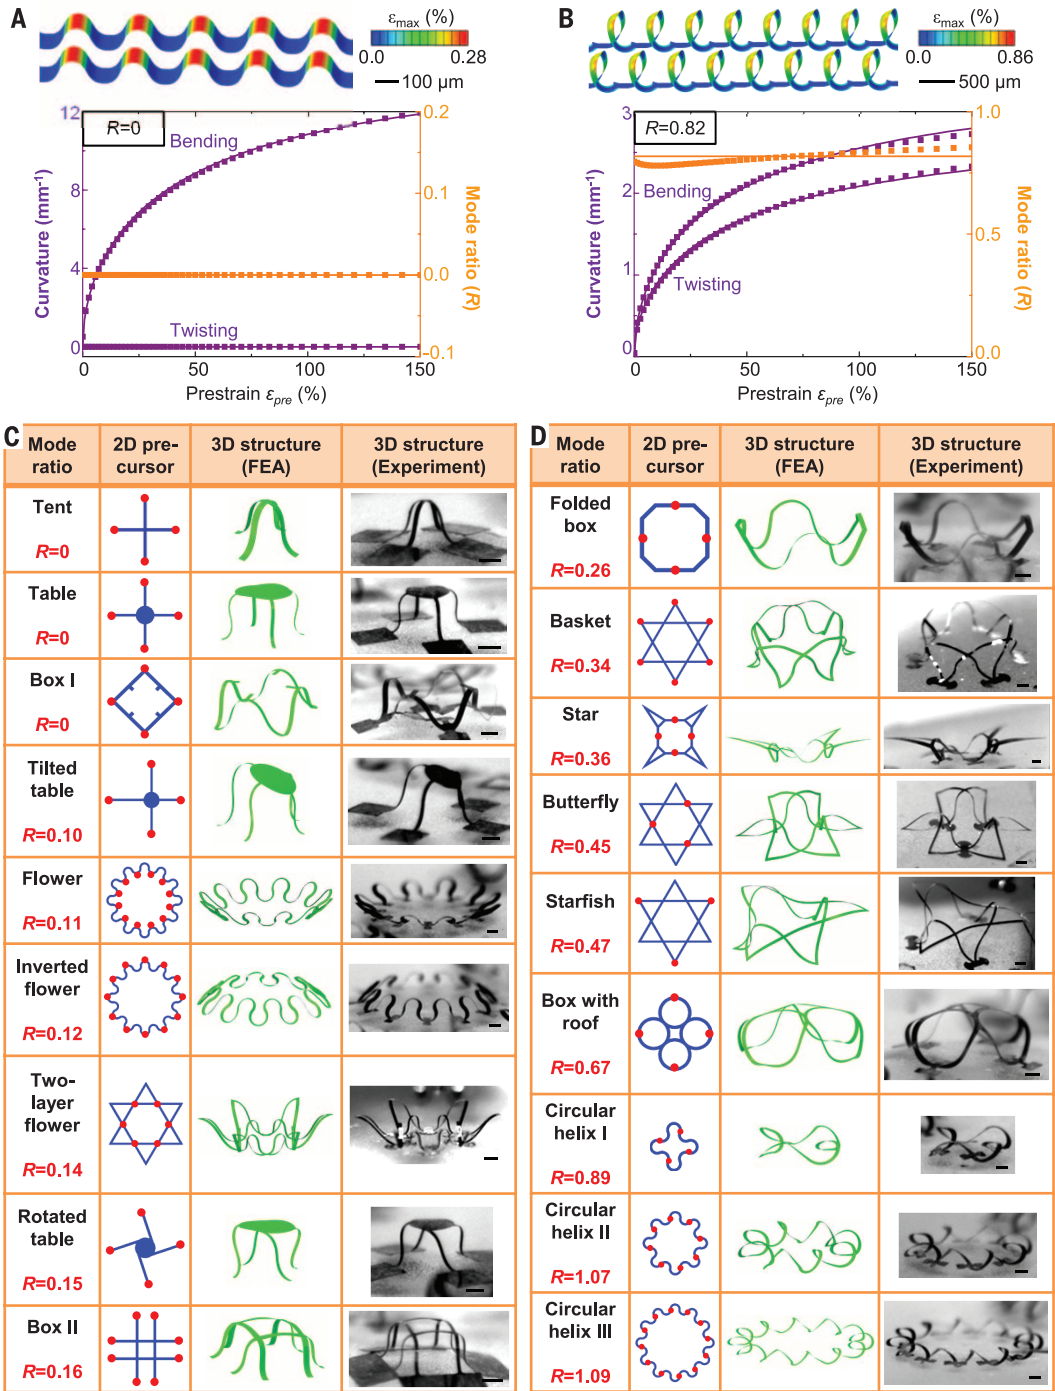 A
ε_max (%)
0.0 0.28
100 µm
12
8
4
0
Curvature (mm⁻¹)
R=0
Bending
Twisting
0.2
0.1
0.0
-0.1
Mode ratio (R)
0 50 100 150
Prestrain ε_pre (%)
B
ε_max (%)
0.0 0.86
500 µm
3
2
1
0
Curvature (mm⁻¹)
R=0.82
Bending
Twisting
1.0
0.5
0.0
Mode ratio (R)
0 50 100 150
Prestrain ε_pre (%)
C
Mode ratio
2D pre-cursor
3D structure (FEA)
3D structure (Experiment)
Tent
R=0
Table
R=0
Box I
R=0
Tilted
table
R=0.10
Flower
R=0.11
Inverted
flower
R=0.12
Two-
layer
flower
R=0.14
Rotated
table
R=0.15
Box II
R=0.16
D
Mode ratio
2D pre-cursor
3D structure (FEA)
3D structure (Experiment)
Folded
box
R=0.26
Basket
R=0.34
Star
R=0.36
Butterfly
R=0.45
Starfish
R=0.47
Box with
roof
R=0.67
Circular
helix I
R=0.89
Circular
helix II
R=1.07
Circular
helix III
R=1.09